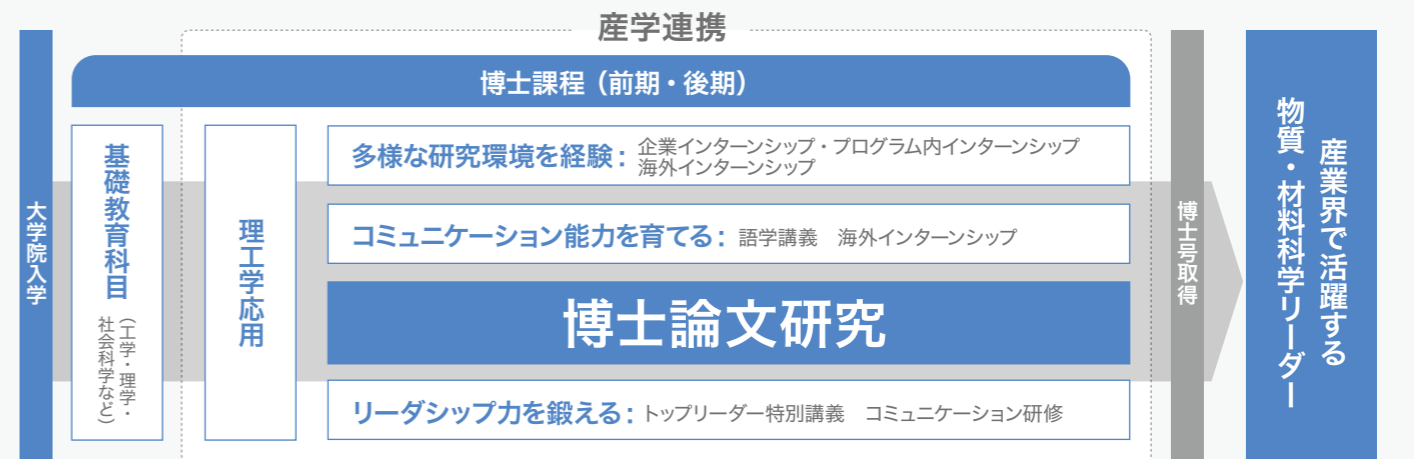 産学連携
大学院入学
博士課程（前期・後期）
基礎教育科目
（工学・理学・
社会科学など）
理工学応用
多様な研究環境を経験：企業インターンシップ・プログラム内インターンシップ
海外インターンシップ
コミュニケーション能力を育てる：語学講義　海外インターンシップ
博士論文研究
リーダシップ力を鍛える：トップリーダー特別講義　コミュニケーション研修
博士号取得
産業界で活躍する
物質・材料科学リーダー